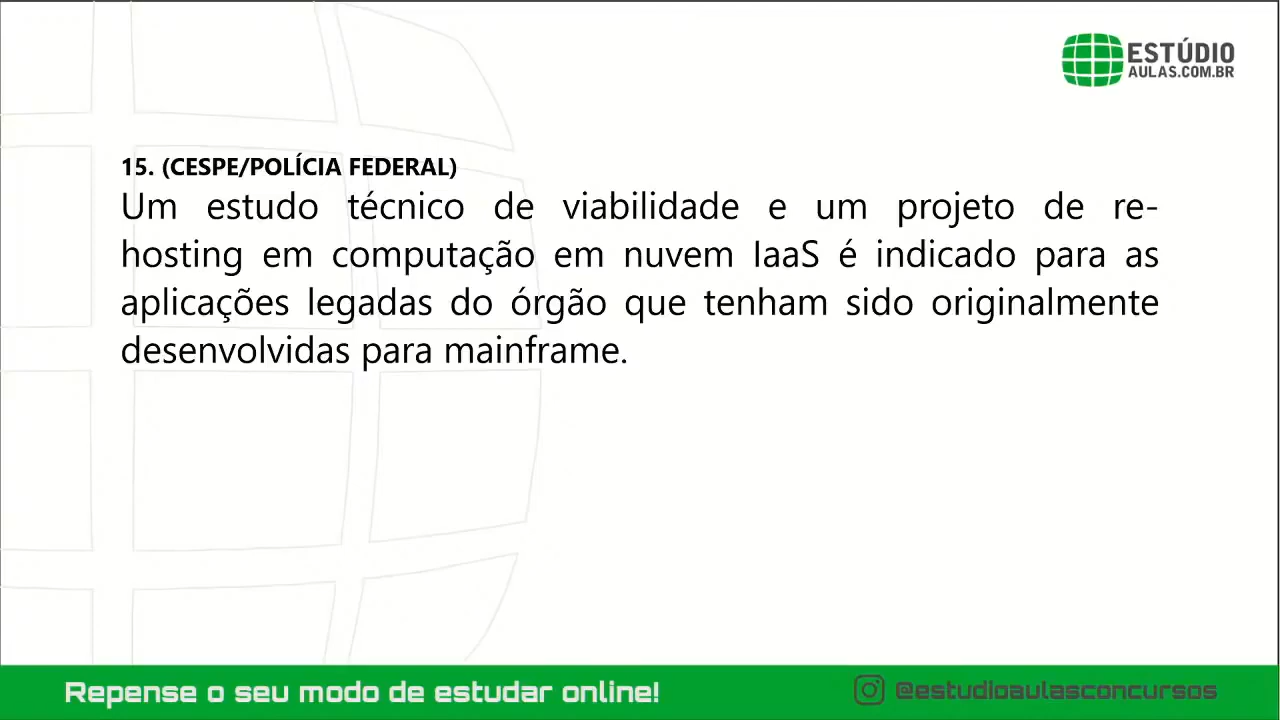 ESTÚDIO
AULAS.COM.BR
15. (CESPE/POLÍCIA FEDERAL)
Um estudo técnico de viabilidade e um projeto de re-
hosting em computação em nuvem IaaS é indicado para as
aplicações legadas do órgão que tenham sido originalmente
desenvolvidas para mainframe.
Repense o seu modo de estudar online!
@estudioaulasconcursos